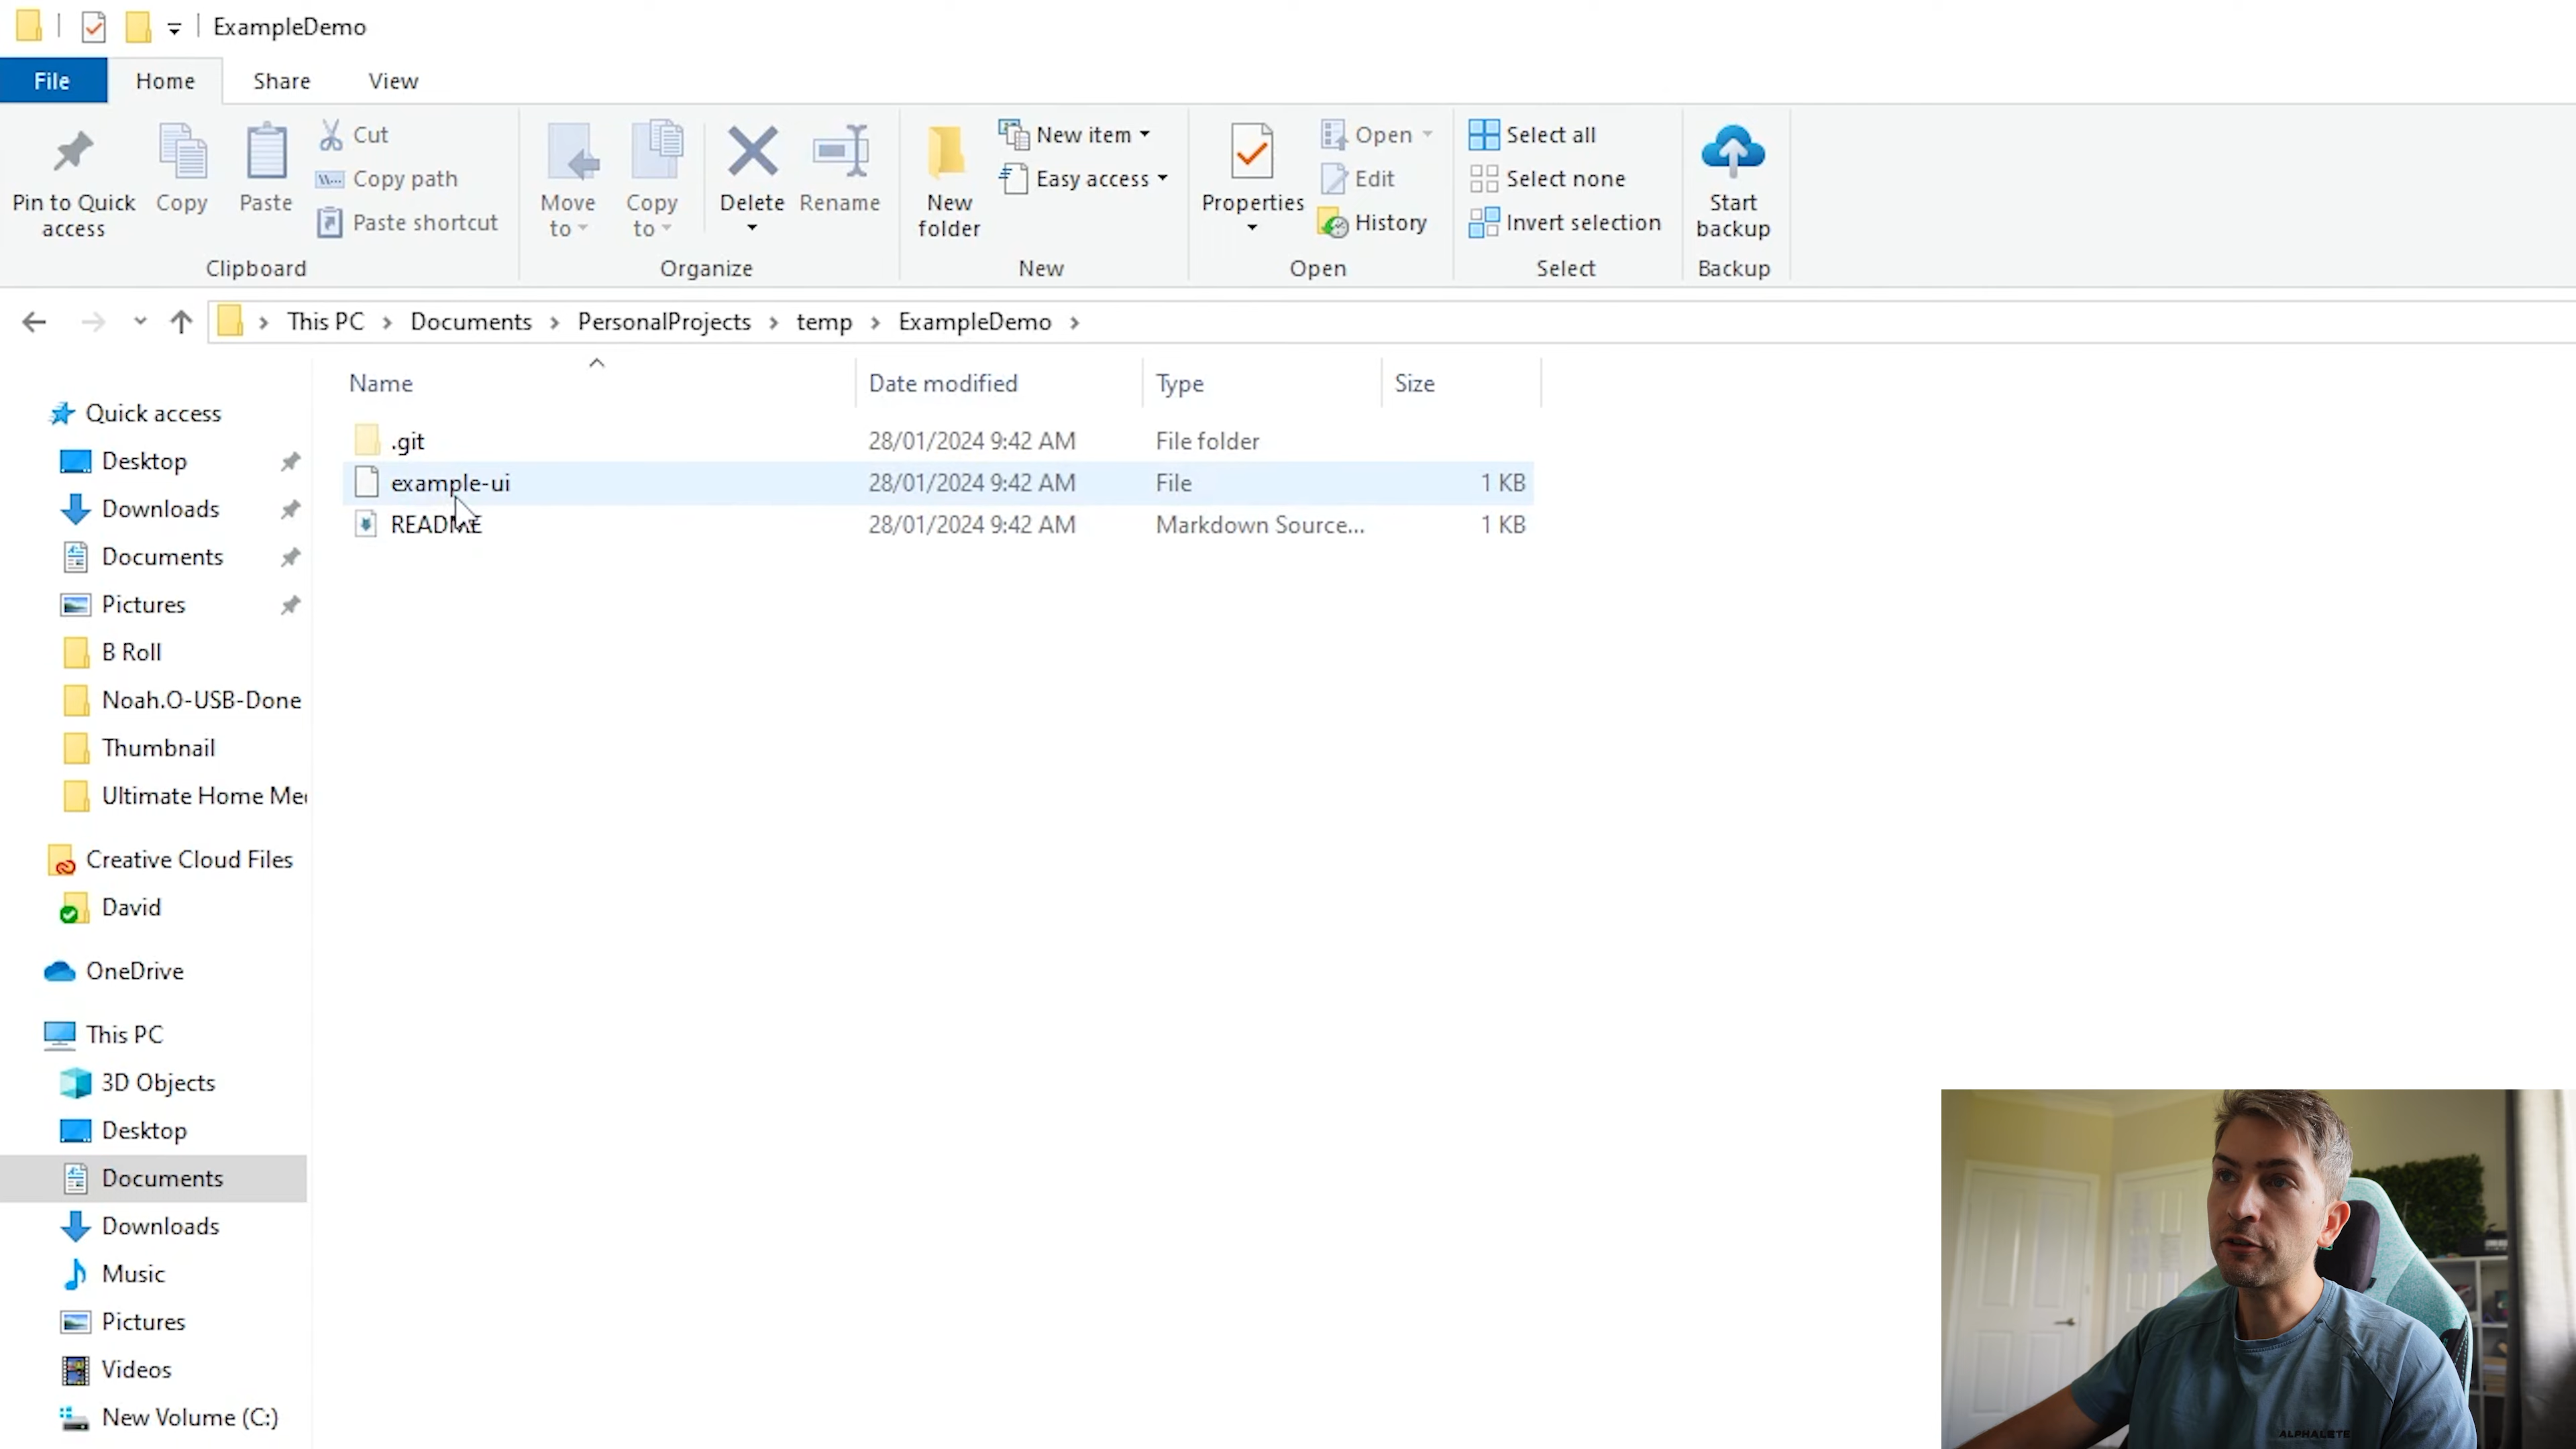 ExampleDemo
File
Home
Share
View
Pin to Quick access
Copy
Paste
Cut
Copy path
Paste shortcut
Clipboard
Move to
Copy to
Delete
Rename
Organize
New folder
New item
Easy access
New
Properties
Open
Edit
History
Open
Select all
Select none
Invert selection
Select
Start backup
Backup
This PC > Documents > PersonalProjects > temp > ExampleDemo >
Name Date modified Type Size
.git 28/01/2024 9:42 AM File folder
example-ui 28/01/2024 9:42 AM File 1 KB
README 28/01/2024 9:42 AM Markdown Source... 1 KB
Quick access
Desktop
Downloads
Documents
Pictures
B Roll
Noah.O-USB-Done
Thumbnail
Ultimate Home Me
Creative Cloud Files
David
OneDrive
This PC
3D Objects
Desktop
Documents
Downloads
Music
Pictures
Videos
New Volume (C:)
ALPHALETE